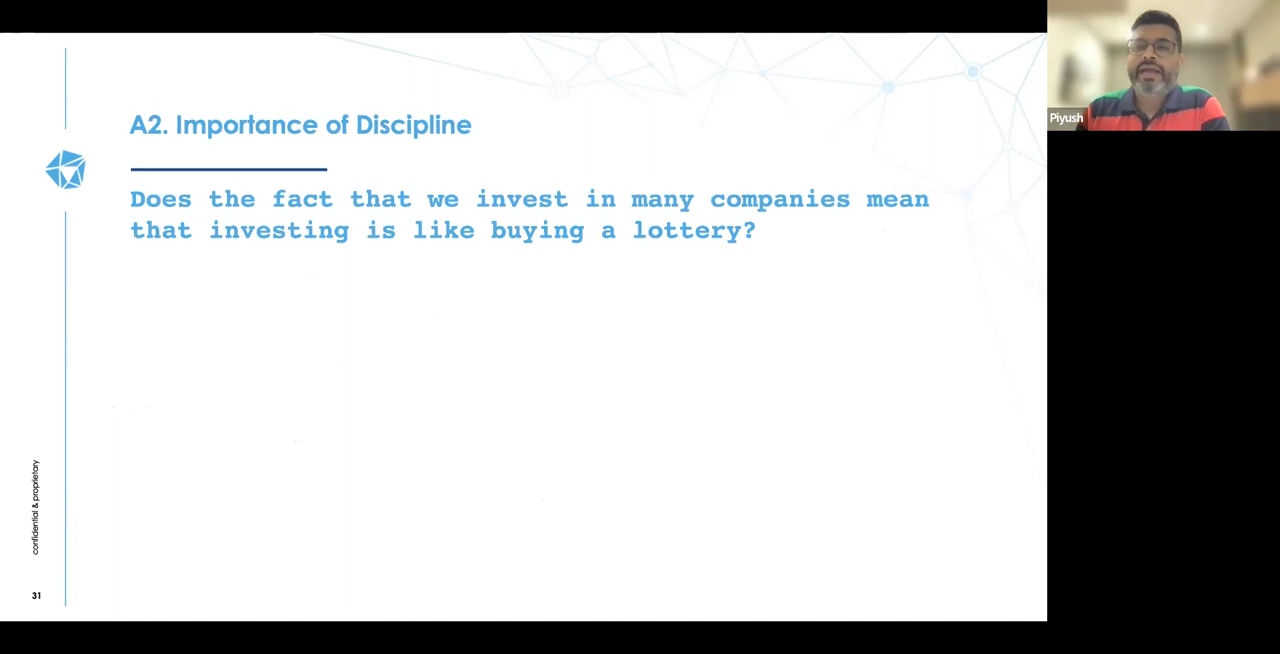 A2. Importance of Discipline
Does the fact that we invest in many companies mean
that investing is like buying a lottery?
confidential & proprietary
31
Piyush